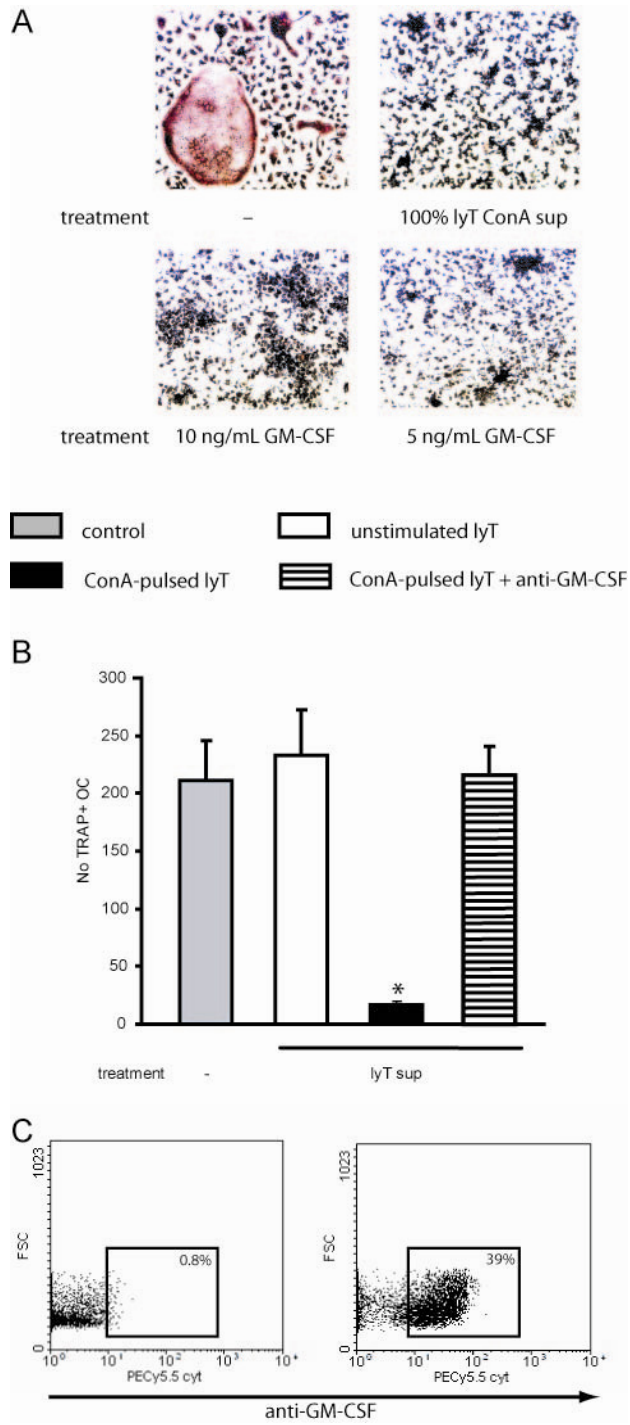 A
treatment – 100% lyT ConA sup
treatment 10 ng/mL GM-CSF 5 ng/mL GM-CSF
control unstimulated lyT
ConA-pulsed lyT ConA-pulsed lyT + anti-GM-CSF
B
300
250
200
150
100
50
0
No TRAP+ OC
*
treatment - lyT sup
C
1023 FSC 0
0.8%
10⁰ 10¹ 10² 10³ 10⁴
PECy5.5 cyt
1023 FSC 0
39%
10⁰ 10¹ 10² 10³ 10⁴
PECy5.5 cyt
anti-GM-CSF